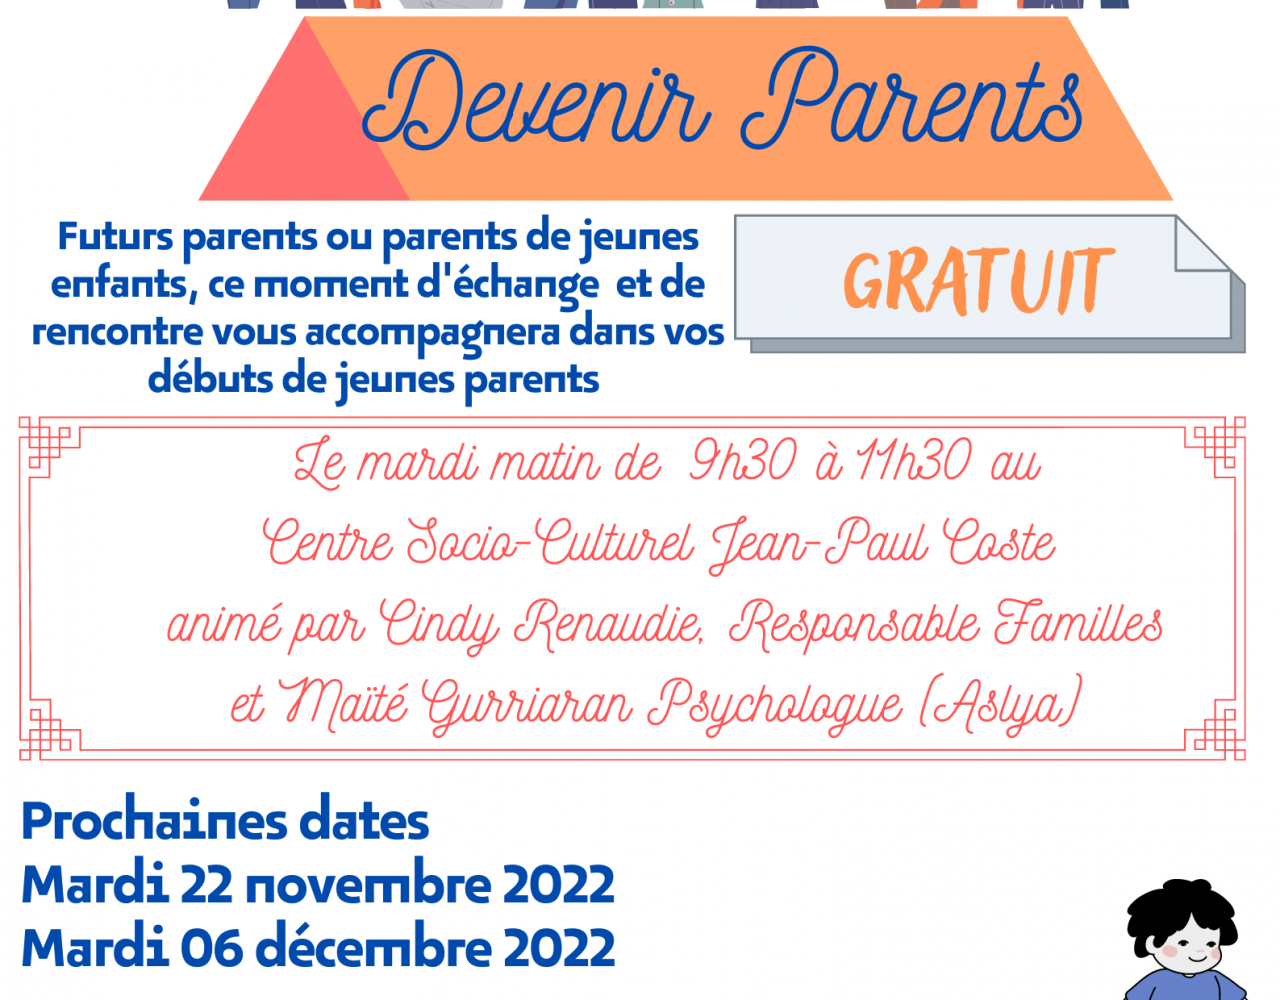 Devenir Parents
Futurs parents ou parents de jeunes
enfants, ce moment d'échange et de
rencontre vous accompagnera dans vos
débuts de jeunes parents
GRATUIT
Le mardi matin de 9h30 à 11h30 au
Centre Socio-Culturel Jean-Paul Coste
animé par Cindy Renaudie, Responsable Familles
et Maïté Gurriaran Psychologue (Aslya)
Prochaines dates
Mardi 22 novembre 2022
Mardi 06 décembre 2022